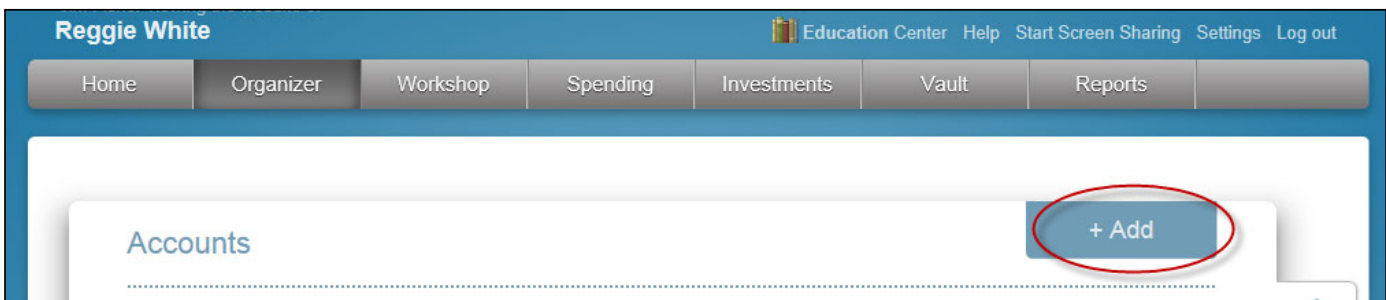 Reggie White
Education Center Help Start Screen Sharing Settings Log out
Home Organizer Workshop Spending Investments Vault Reports
+ Add
Accounts